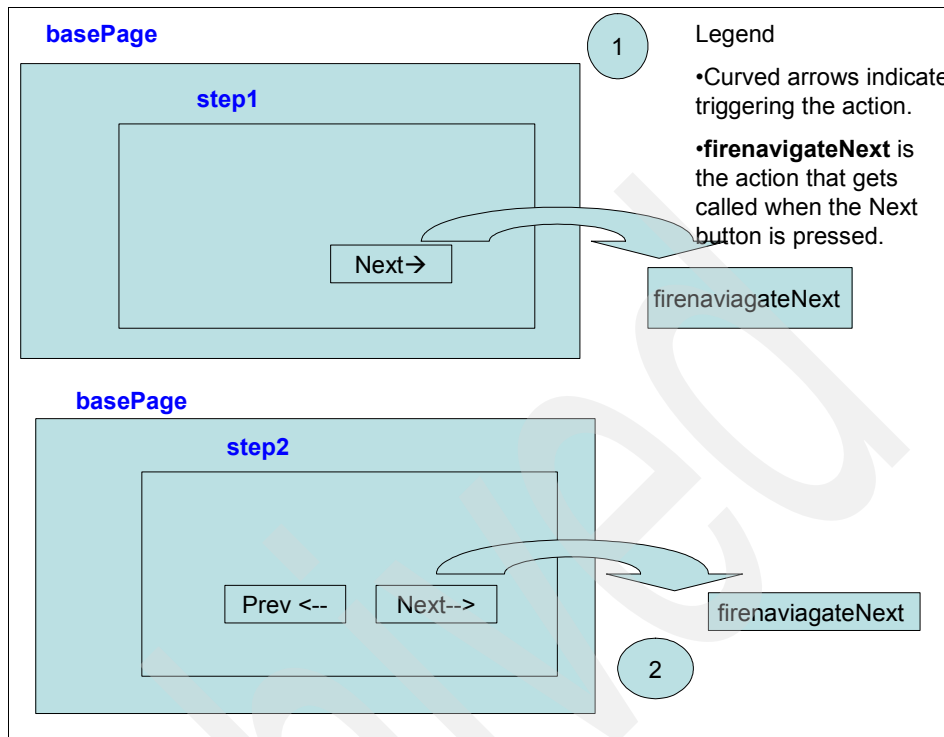 basePage
1
step1
Next→
Legend
•Curved arrows indicate
triggering the action.
•firenavigateNext is
the action that gets
called when the Next
button is pressed.
firenaviagateNext
basePage
step2
Prev <--
Next-->
firenaviagateNext
2
hived